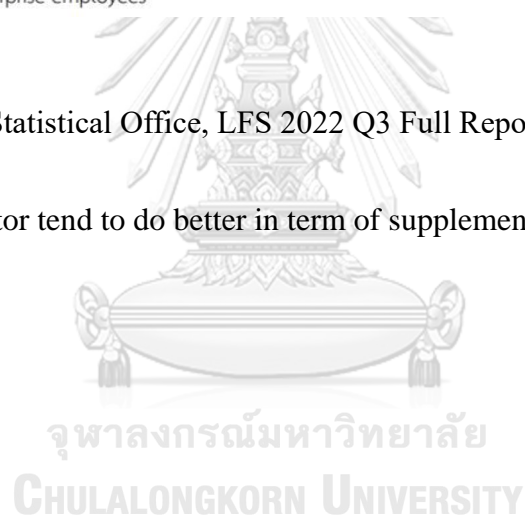 employees
Statistical Office, LFS 2022 Q3 Full Repo
tor tend to do better in term of supplemen
จุฬาลงกรณ์มหาวิทยาลัย
CHULALONGKORN UNIVERSITY